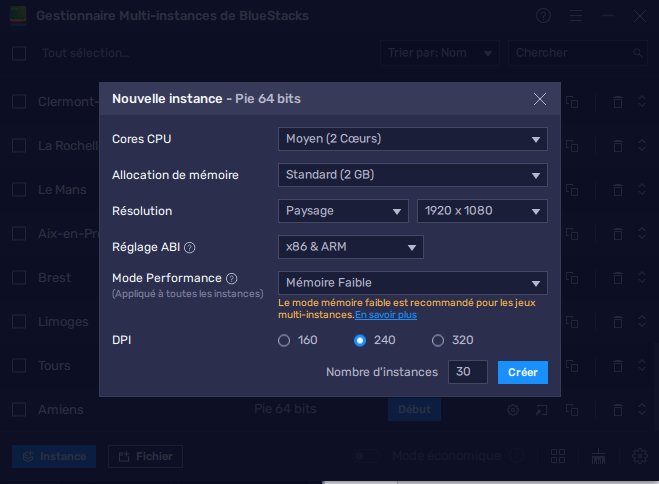 Gestionnaire Multi-instances de BlueStacks
Tout sélection...
Trier par: Nom
Chercher
Nouvelle instance - Pie 64 bits
Clermont-
Cores CPU
Moyen (2 Cœurs)
La Rochelle
Allocation de mémoire
Standard (2 GB)
Le Mans
Résolution
Paysage
1920 x 1080
Aix-en-Pr
Réglage ABI
x86 & ARM
Brest
Mode Performance
Mémoire Faible
(Appliqué à toutes les instances)
Le mode mémoire faible est recommandé pour les jeux
multi-instances.En savoir plus
Limoges
DPI
160
240
320
Tours
Nombre d'instances
30
Créer
Amiens
Pie 64 bits
Début
Instance
Fichier
Mode économique